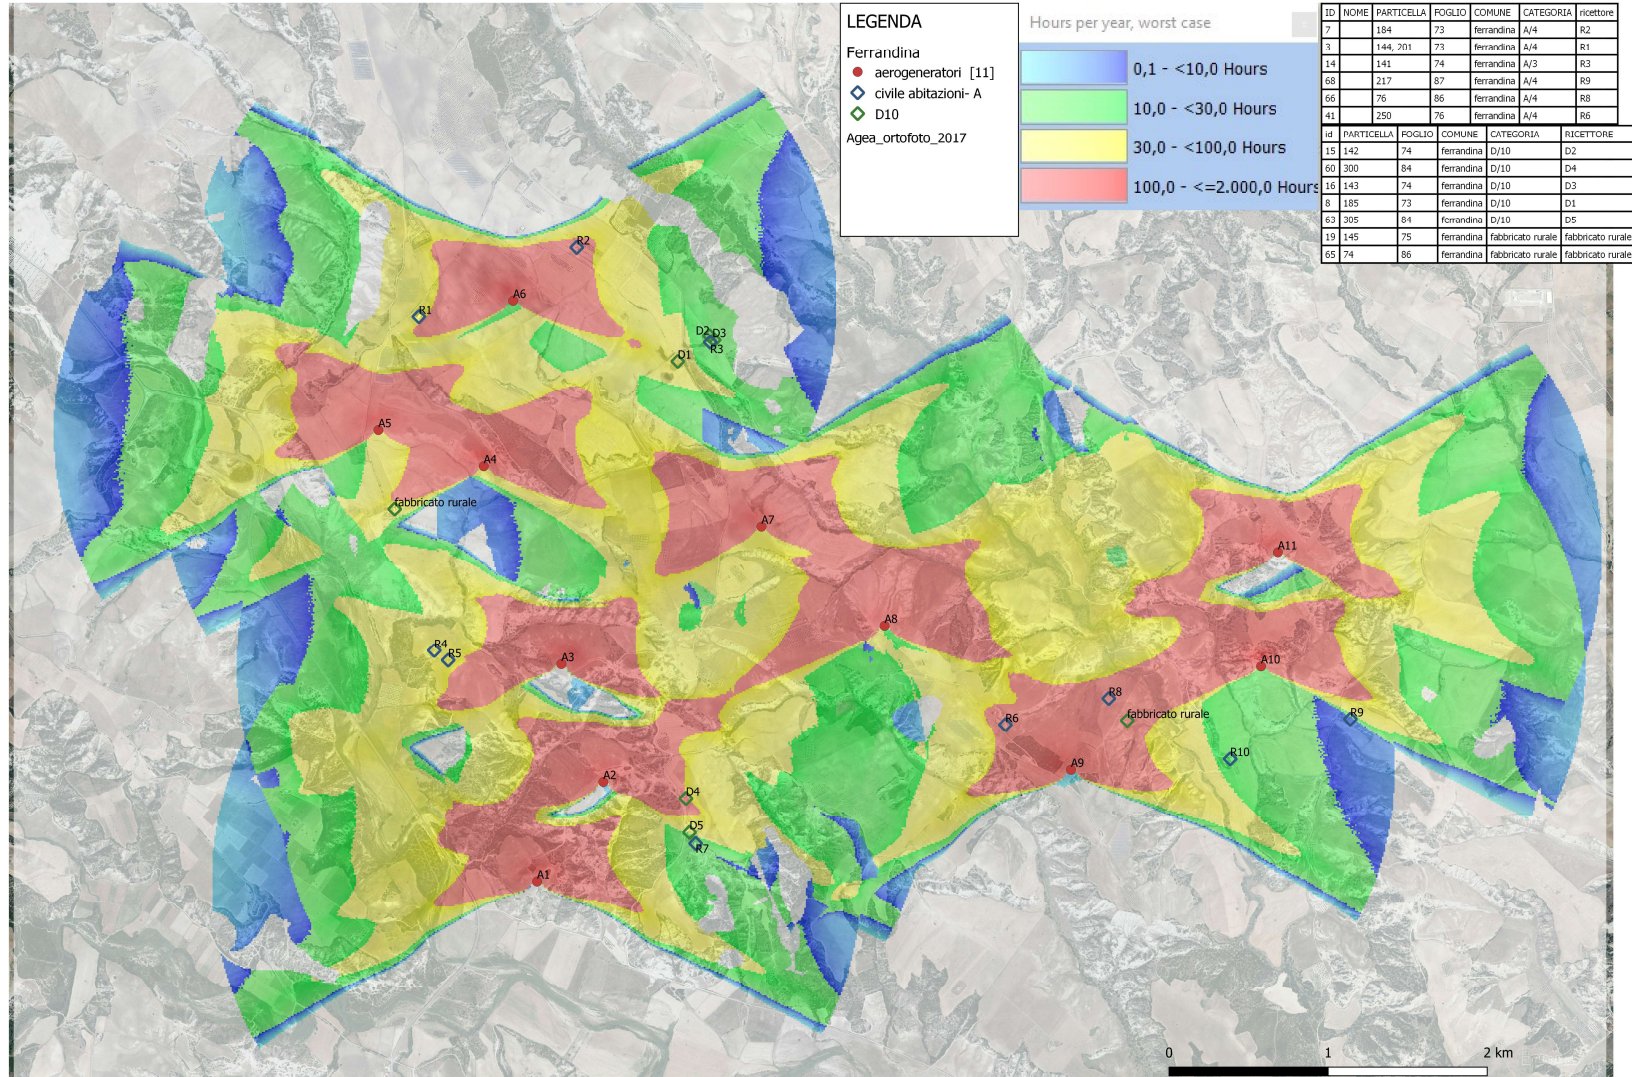 LEGENDA
Ferrandina
aerogeneratori [11]
civile abitazioni- A
D10
Agea_ortofoto_2017
Hours per year, worst case
0,1 - <10,0 Hours
10,0 - <30,0 Hours
30,0 - <100,0 Hours
100,0 - <=2.000,0 Hours
ID NOME PARTICELLA FOGLIO COMUNE CATEGORIA ricettore
7 184 73 ferrandina A/4 R2
3 144, 201 73 ferrandina A/4 R1
14 141 74 ferrandina A/3 R3
68 217 87 ferrandina A/4 R9
66 76 86 ferrandina A/4 R8
41 250 76 ferrandina A/4 R6
id PARTICELLA FOGLIO COMUNE CATEGORIA RICETTORE
15 142 74 ferrandina D/10 D2
60 300 84 ferrandina D/10 D4
16 143 74 ferrandina D/10 D3
8 185 73 ferrandina D/10 D1
63 305 84 ferrandina D/10 D5
19 145 75 ferrandina fabbricato rurale fabbricato rurale
65 74 86 ferrandina fabbricato rurale fabbricato rurale
R2
A6
R1
D2 D3
R3
D1
A5
A4
fabbricato rurale
A7
A11
A8
R4
R5
A3
A10
R8
fabbricato rurale
R6
R9
R10
A9
A2
D4
D5
R7
A1
0 1 2 km